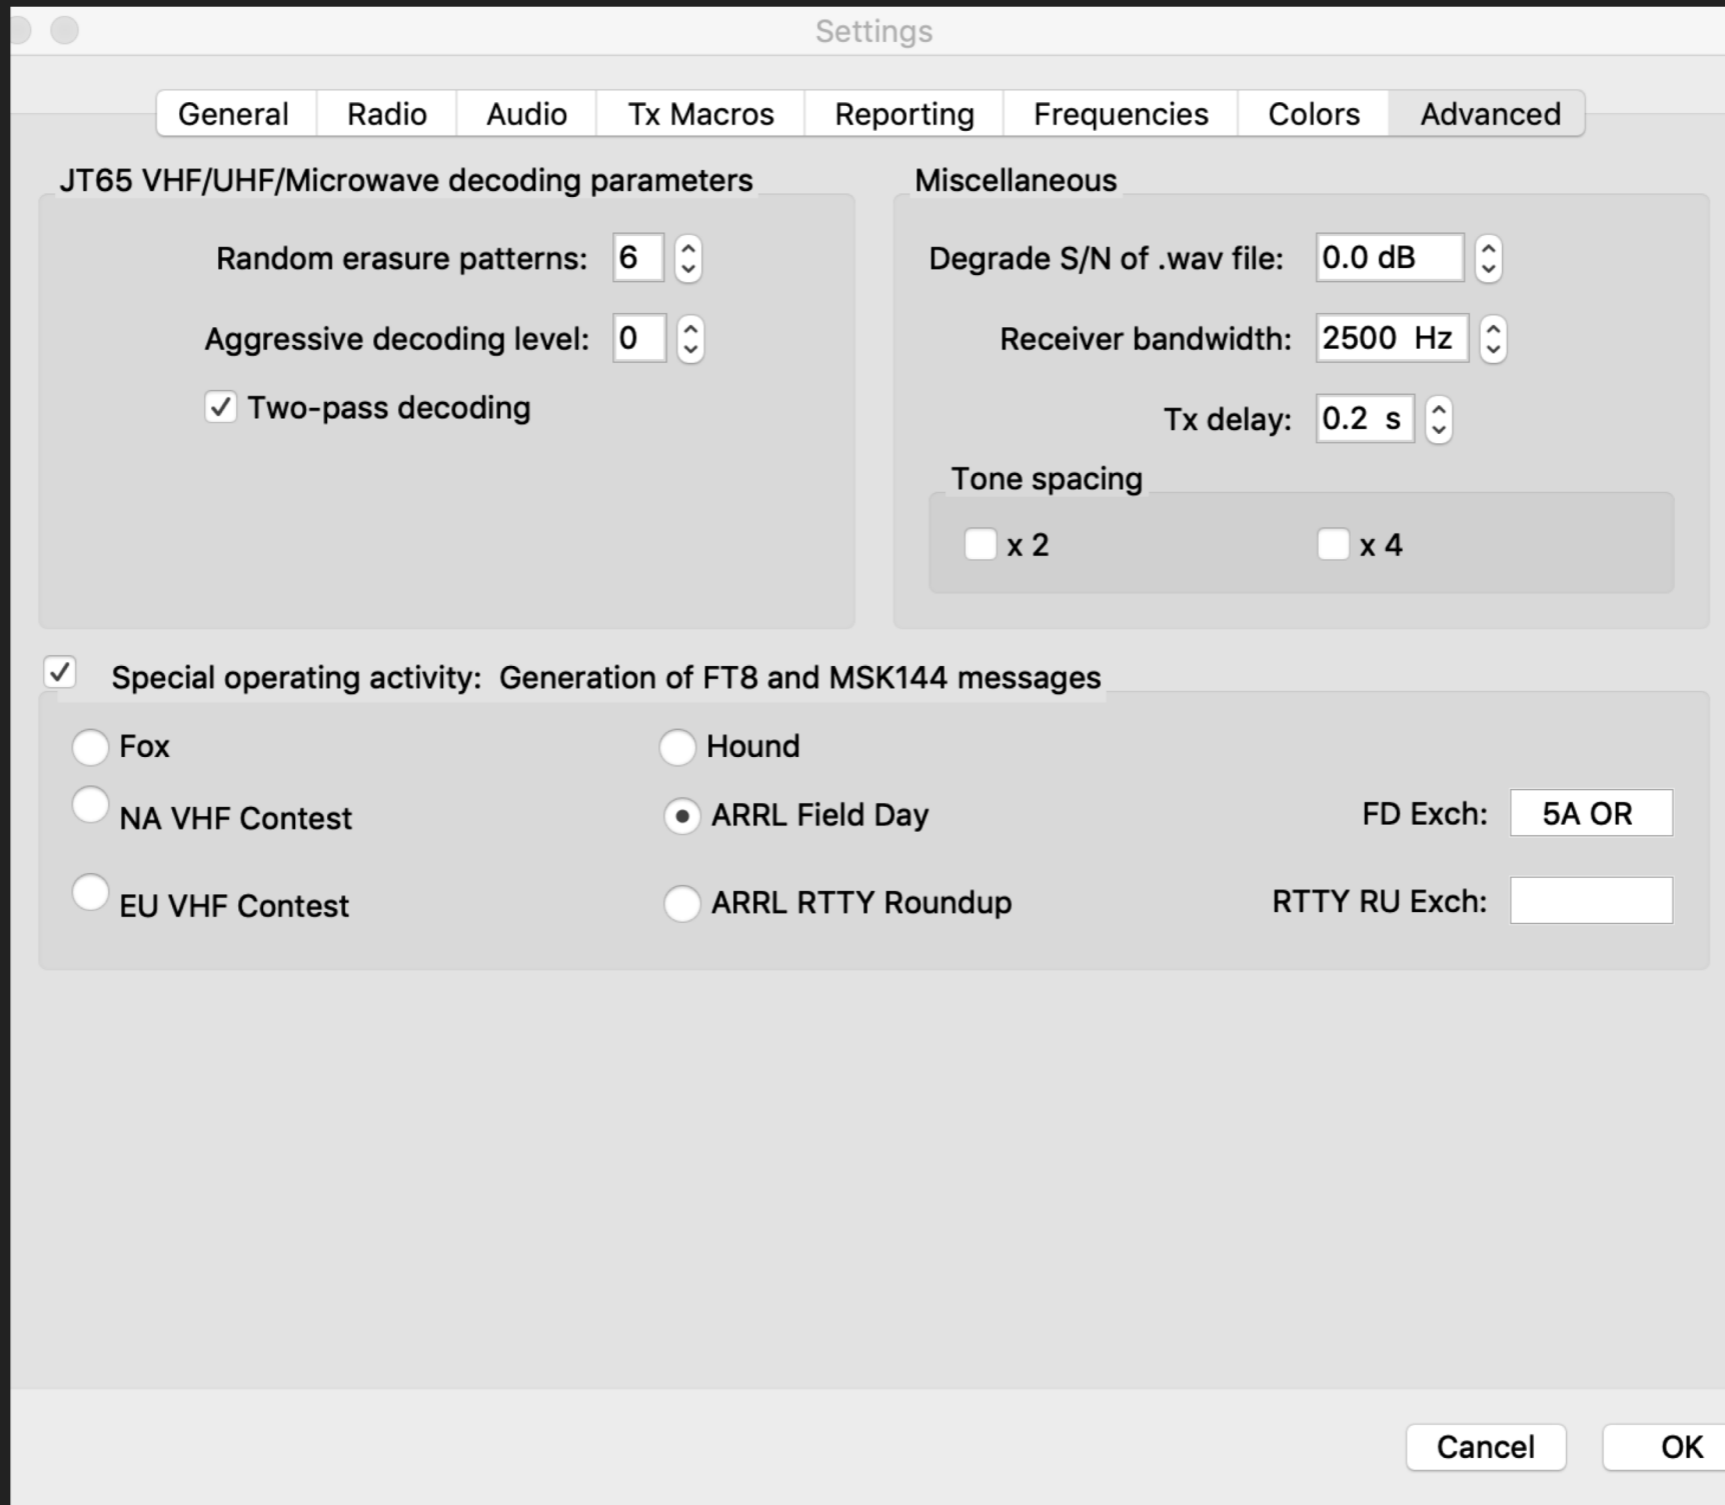 Settings
General Radio Audio Tx Macros Reporting Frequencies Colors Advanced
JT65 VHF/UHF/Microwave decoding parameters
Random erasure patterns: 6
Aggressive decoding level: 0
Two-pass decoding
Miscellaneous
Degrade S/N of .wav file: 0.0 dB
Receiver bandwidth: 2500 Hz
Tx delay: 0.2 s
Tone spacing
x 2 x 4
Special operating activity: Generation of FT8 and MSK144 messages
Fox Hound
NA VHF Contest ARRL Field Day FD Exch: 5A OR
EU VHF Contest ARRL RTTY Roundup RTTY RU Exch:
Cancel OK